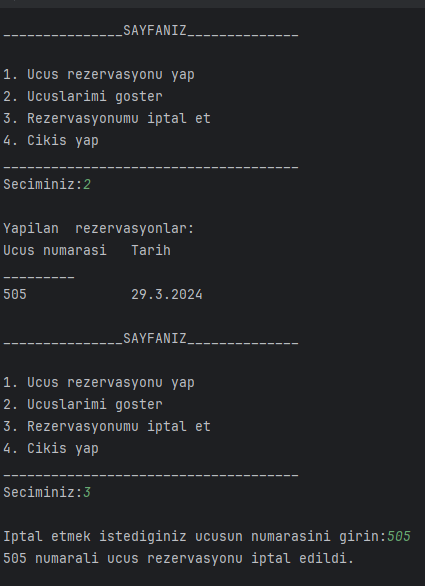 _______________SAYFANIZ______________
1. Ucus rezervasyonu yap
2. Ucuslarimi goster
3. Rezervasyonumu iptal et
4. Cikis yap
_____________________________________
Seciminiz:2
Yapilan  rezervasyonlar:
Ucus numarasi   Tarih
_________
505             29.3.2024
_______________SAYFANIZ______________
1. Ucus rezervasyonu yap
2. Ucuslarimi goster
3. Rezervasyonumu iptal et
4. Cikis yap
_____________________________________
Seciminiz:3
Iptal etmek istediginiz ucusun numarasini girin:505
505 numarali ucus rezervasyonu iptal edildi.